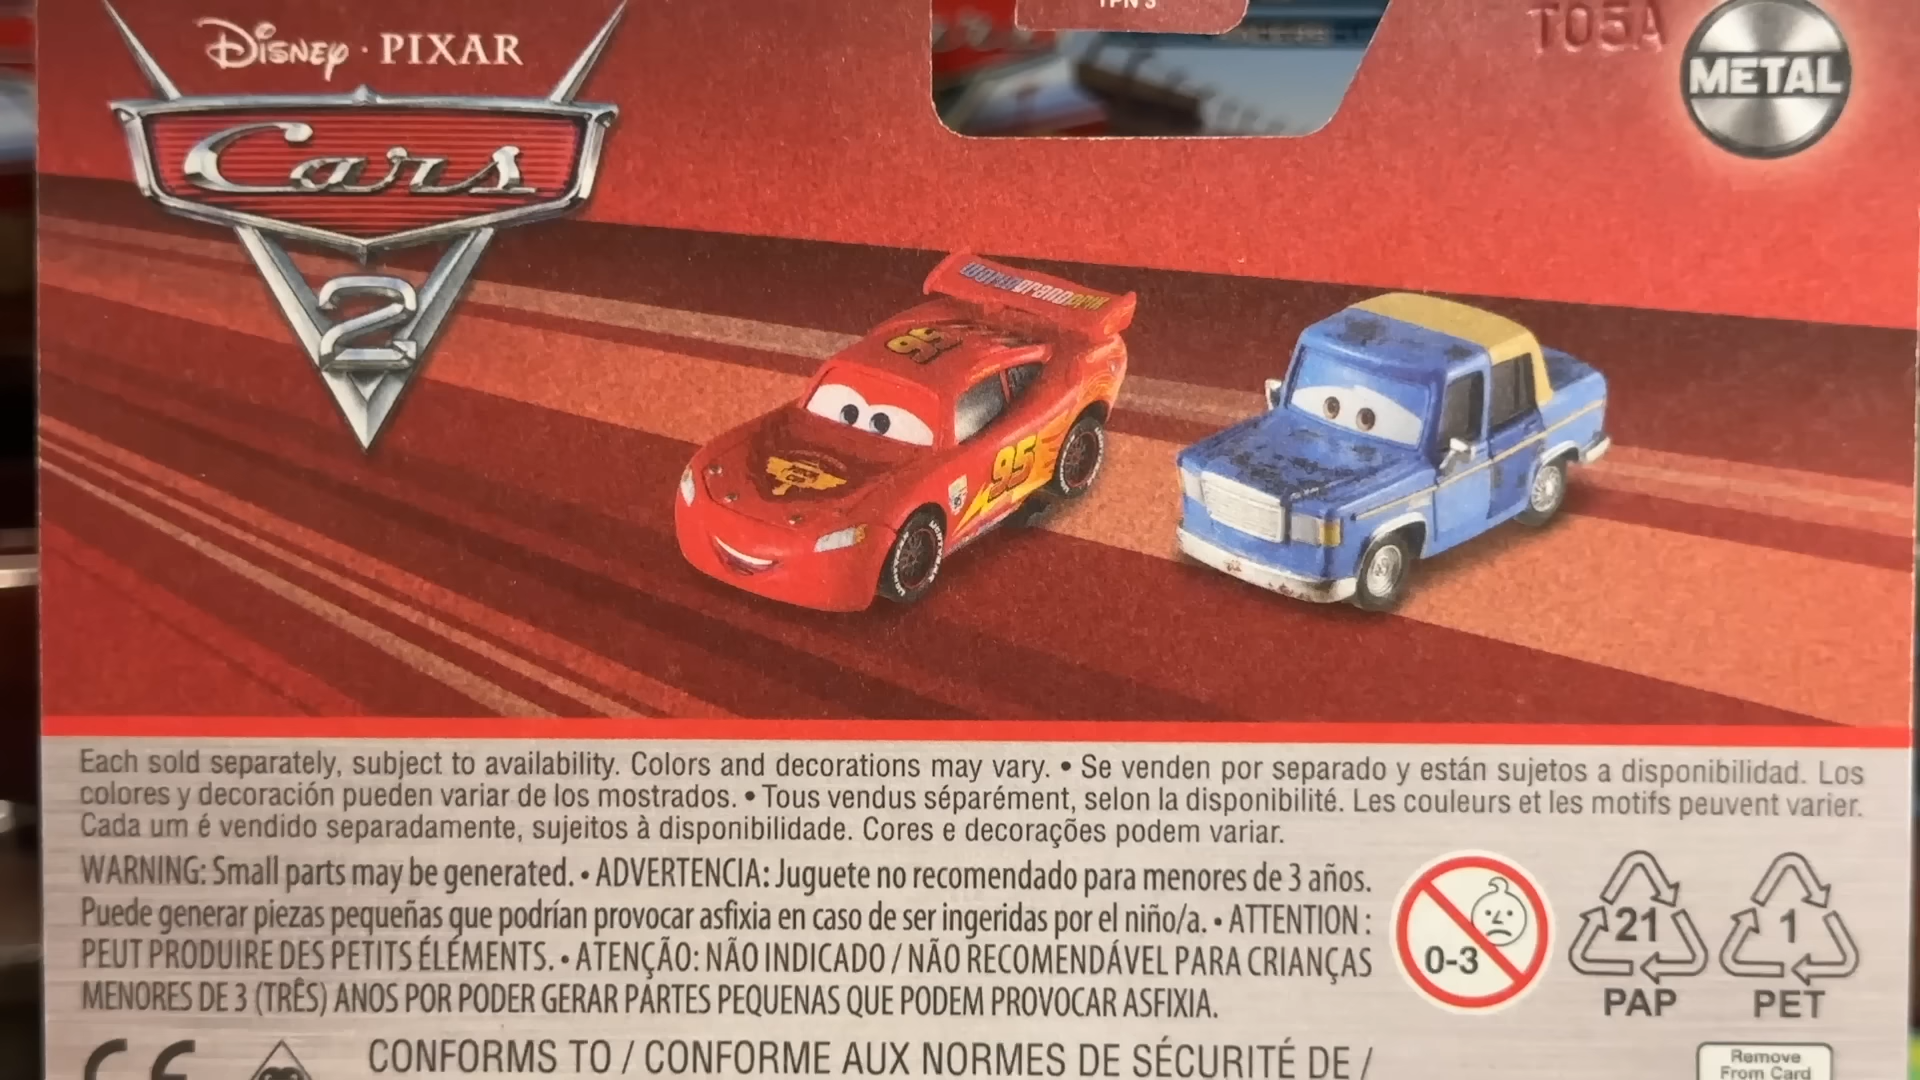 TPN 3
T05A
METAL
Disney · PIXAR
Cars
2
WORLDGRANDPRIX
95
95
Each sold separately, subject to availability. Colors and decorations may vary. • Se venden por separado y están sujetos a disponibilidad. Los
colores y decoración pueden variar de los mostrados. • Tous vendus séparément, selon la disponibilité. Les couleurs et les motifs peuvent varier.
Cada um é vendido separadamente, sujeitos à disponibilidade. Cores e decorações podem variar.
WARNING: Small parts may be generated. • ADVERTENCIA: Juguete no recomendado para menores de 3 años.
Puede generar piezas pequeñas que podrían provocar asfixia en caso de ser ingeridas por el niño/a. • ATTENTION :
PEUT PRODUIRE DES PETITS ÉLÉMENTS. • ATENÇÃO: NÃO INDICADO / NÃO RECOMENDÁVEL PARA CRIANÇAS
MENORES DE 3 (TRÊS) ANOS POR PODER GERAR PARTES PEQUENAS QUE PODEM PROVOCAR ASFIXIA.
0-3
21
PAP
1
PET
CE
CONFORMS TO / CONFORME AUX NORMES DE SÉCURITÉ DE /
Remove
From Card